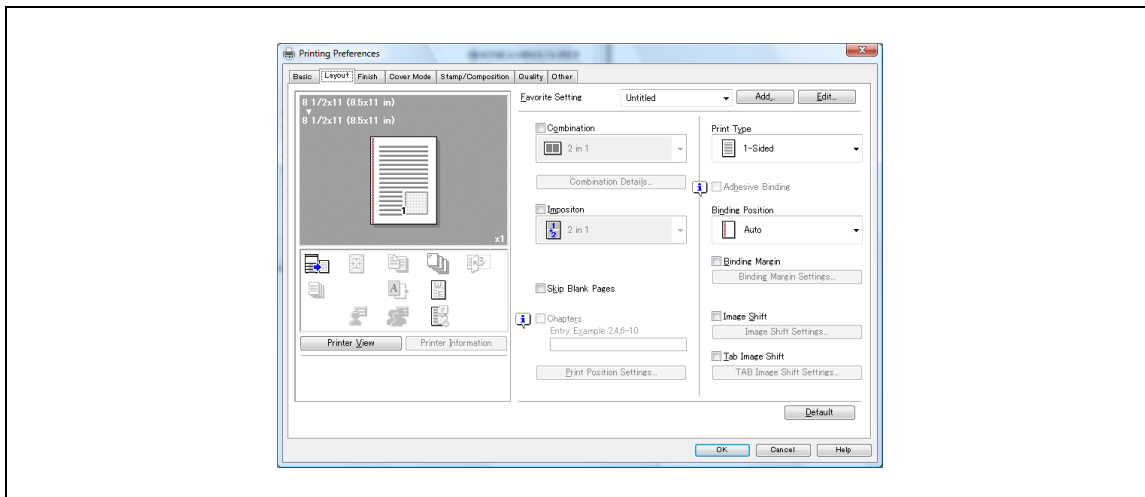 Printing Preferences
Basic Layout Finish Cover Mode Stamp/Composition Quality Other
8 1/2x11 (8.5x11 in)
8 1/2x11 (8.5x11 in)
1
x1
Printer View Printer Information
Favorite Setting Untitled Add,. Edit...
Combination
2 in 1
Combination Details...
Impositon
1
2
2 in 1
Skip Blank Pages
Chapters
Entry Example 2,4,6-10
Print Position Settings...
Print Type
1-Sided
Adhesive Binding
Binding Position
Auto
Binding Margin
Binding Margin Settings...
Image Shift
Image Shift Settings...
Tab Image Shift
TAB Image Shift Settings...
Default
OK Cancel Help